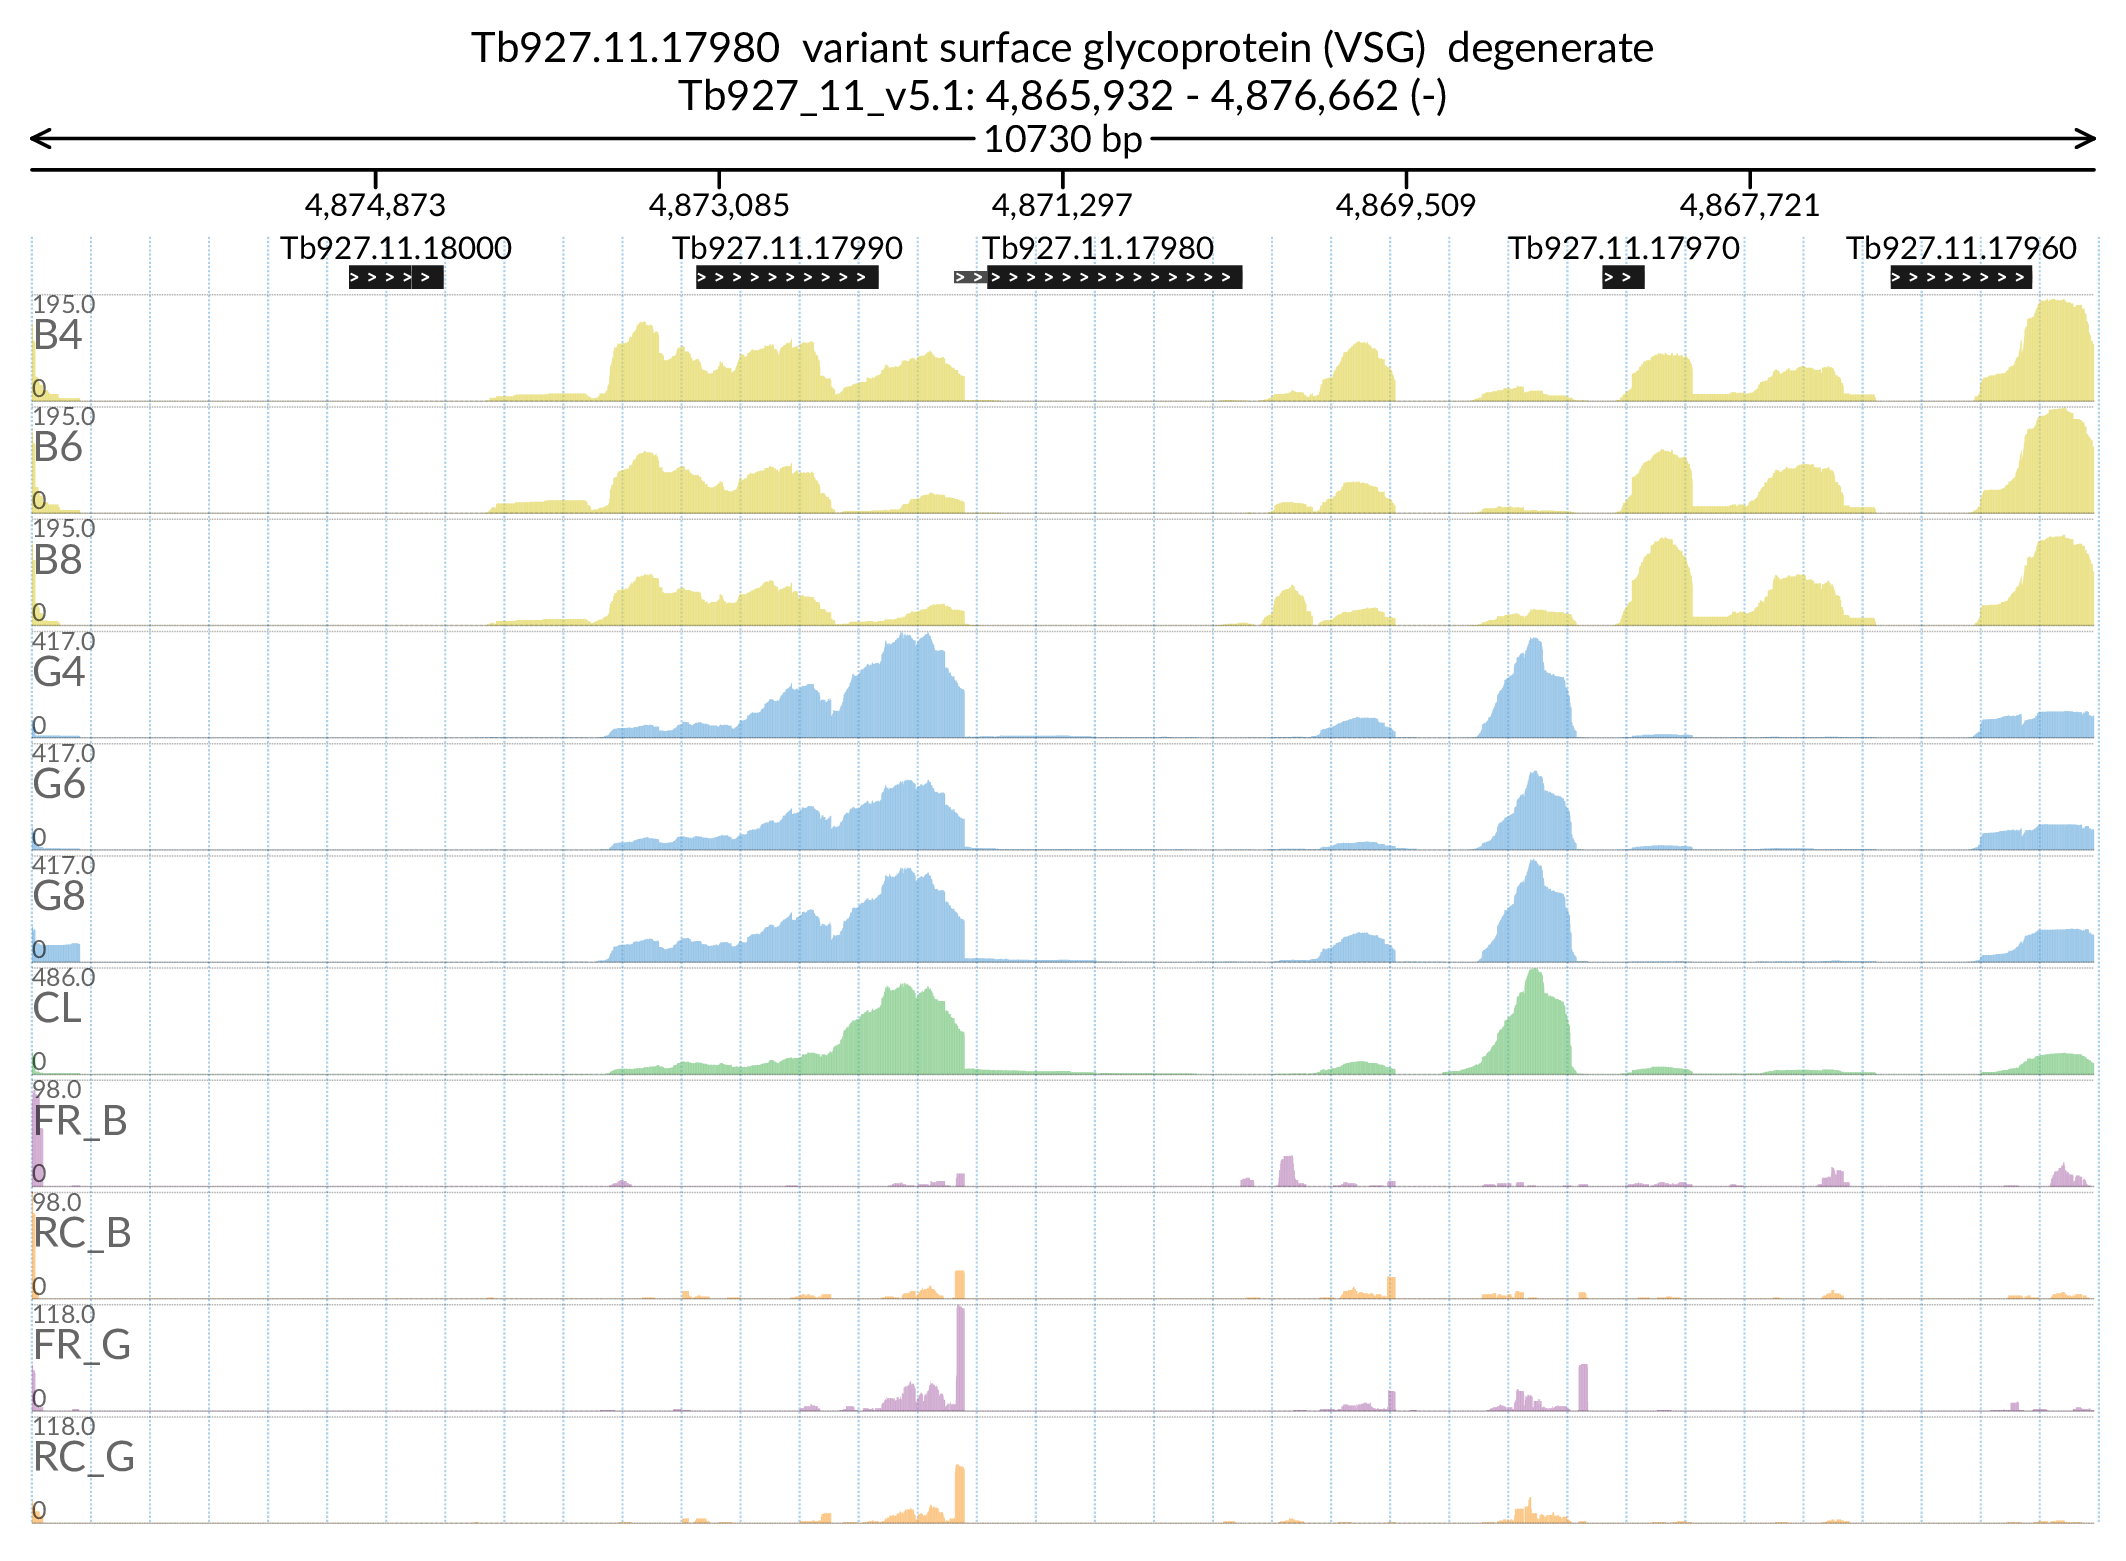 Tb927.11.17980  variant surface glycoprotein (VSG)  degenerate
Tb927_11_v5.1: 4,865,932 - 4,876,662 (-)
10730 bp
4,874,873 4,873,085 4,871,297 4,869,509 4,867,721
Tb927.11.18000 Tb927.11.17990 Tb927.11.17980 Tb927.11.17970 Tb927.11.17960
195.0
B4
0
195.0
B6
0
195.0
B8
0
417.0
G4
0
417.0
G6
0
417.0
G8
0
486.0
CL
0
98.0
FR_B
0
98.0
RC_B
0
118.0
FR_G
0
118.0
RC_G
0